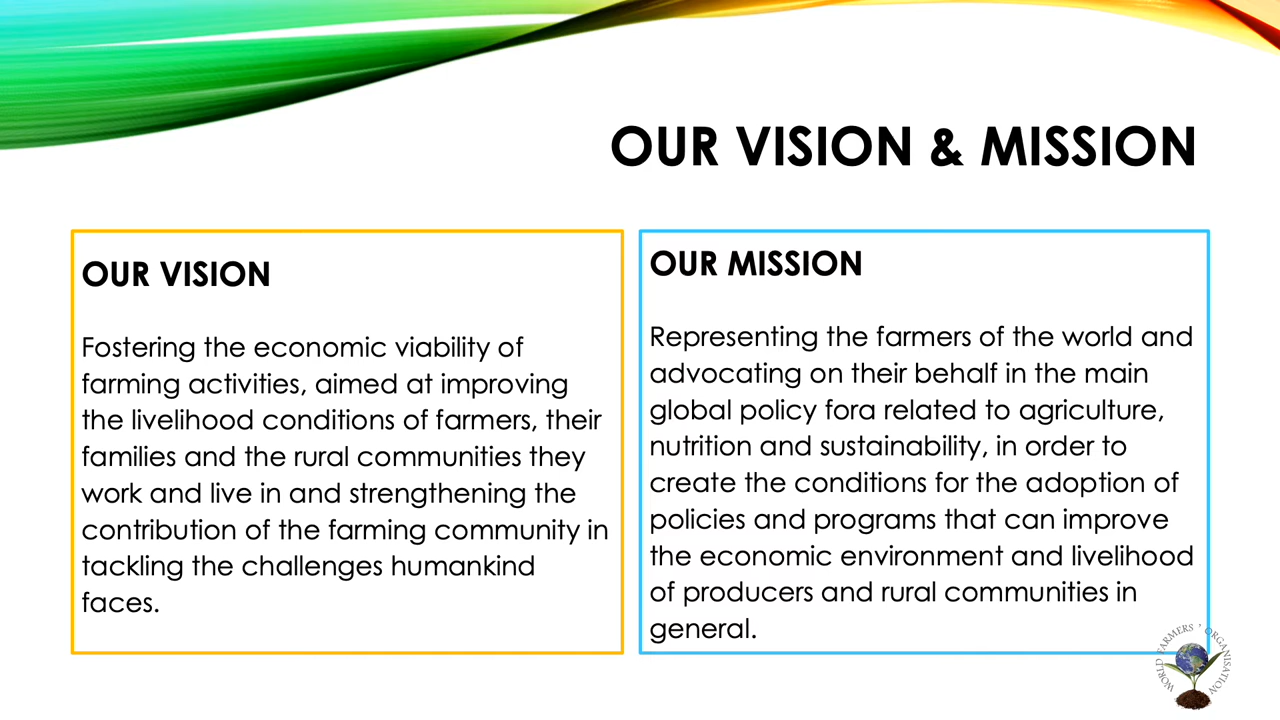 OUR VISION & MISSION
OUR VISION
Fostering the economic viability of
farming activities, aimed at improving
the livelihood conditions of farmers, their
families and the rural communities they
work and live in and strengthening the
contribution of the farming community in
tackling the challenges humankind
faces.
OUR MISSION
Representing the farmers of the world and
advocating on their behalf in the main
global policy fora related to agriculture,
nutrition and sustainability, in order to
create the conditions for the adoption of
policies and programs that can improve
the economic environment and livelihood
of producers and rural communities in
general.
WORLD FARMERS ' ORGANISATION